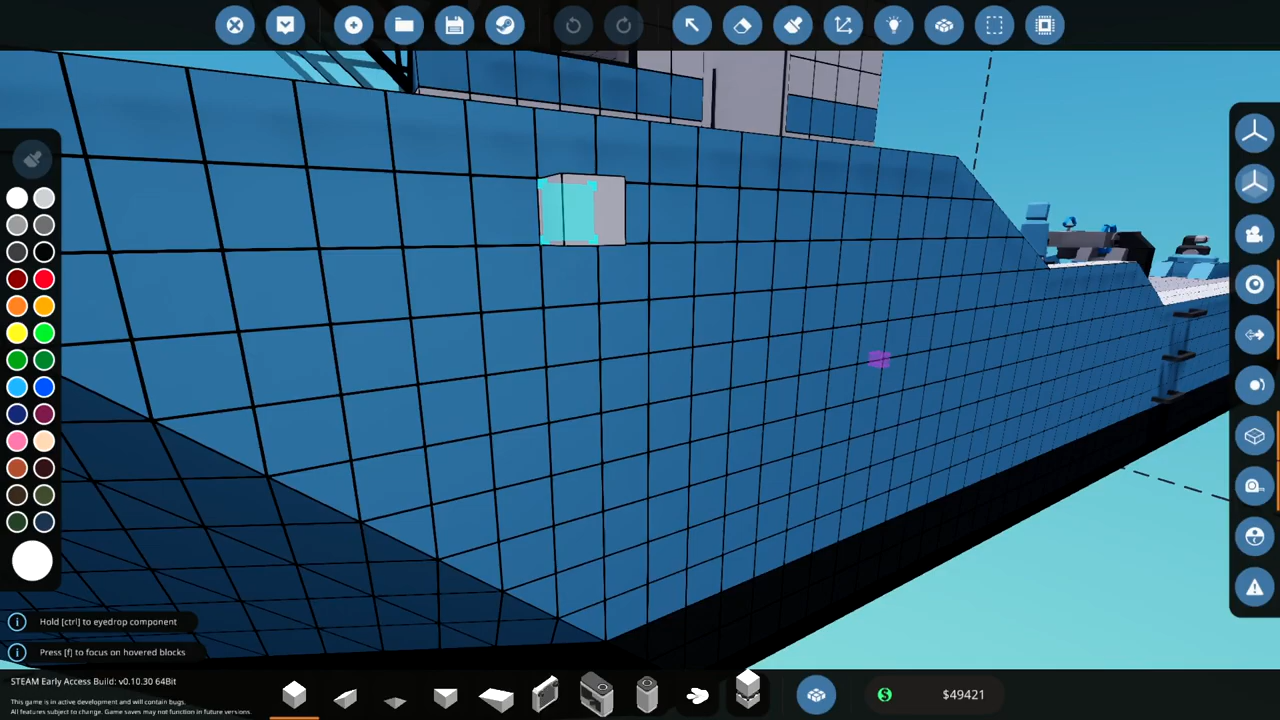 Hold [ctrl] to eyedrop component
Press [f] to focus on hovered blocks
STEAM Early Access Build: v0.10.30 64Bit
This game is in active development and will contain bugs.
All features subject to change. Game saves may not function in future versions.
$49421